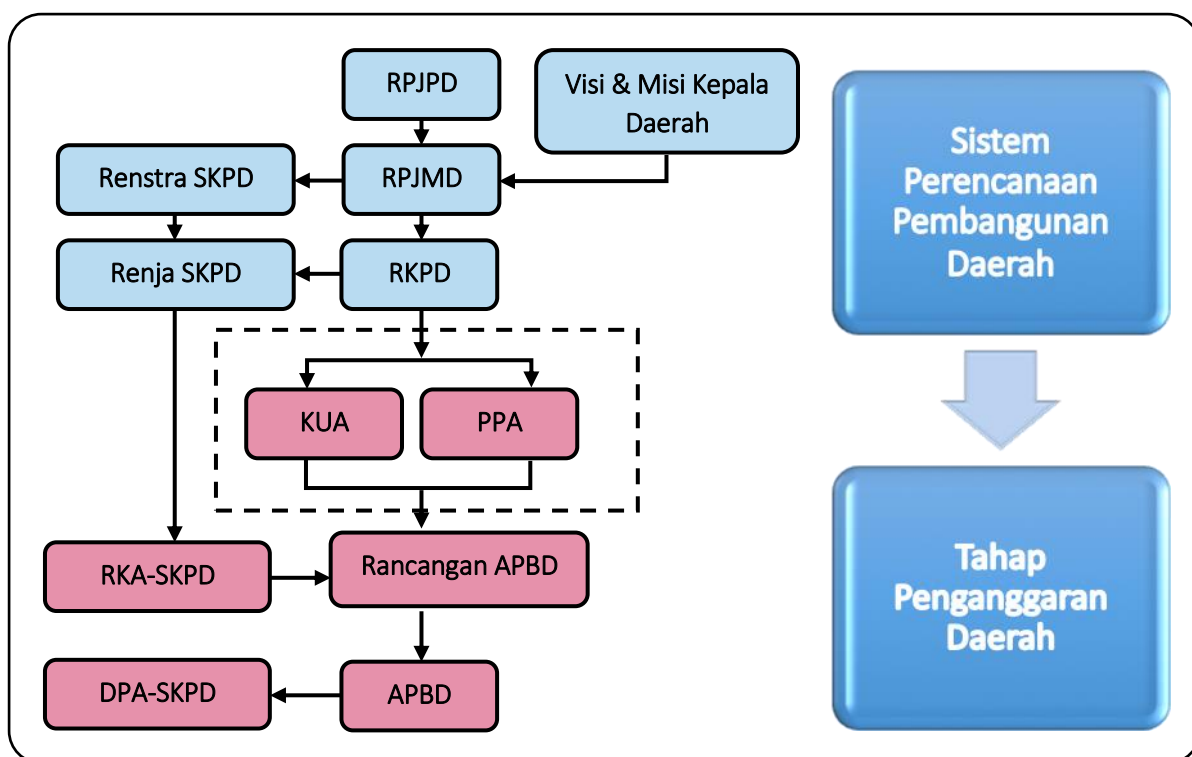 RPJPD
Visi & Misi Kepala
Daerah
Renstra SKPD
RPJMD
Renja SKPD
RKPD
KUA
PPA
RKA-SKPD
Rancangan APBD
DPA-SKPD
APBD
Sistem
Perencanaan
Pembangunan
Daerah
Tahap
Penganggaran
Daerah